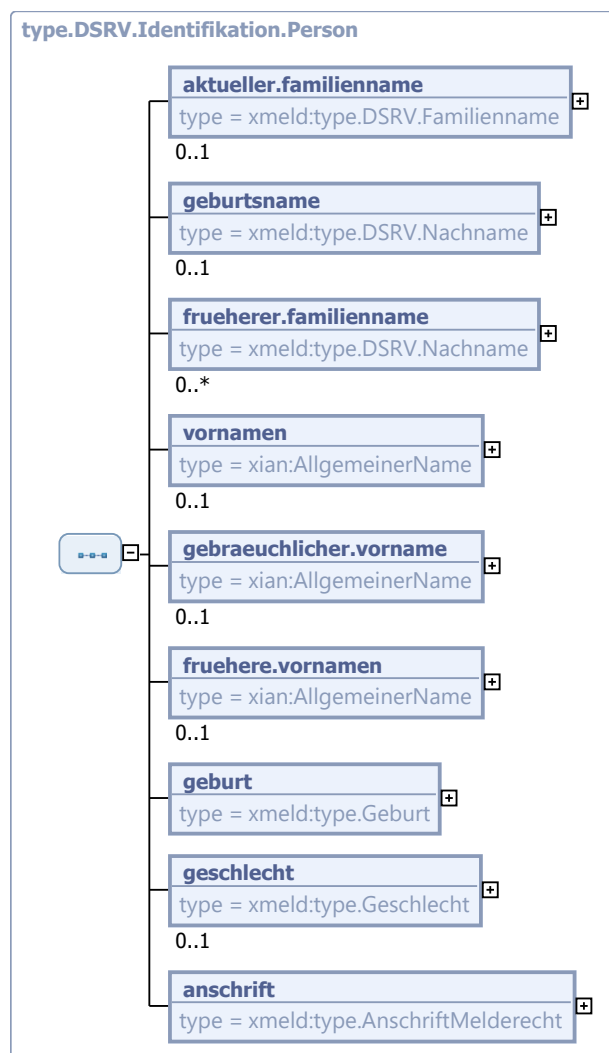 type.DSRV.Identifikation.Person
aktueller.familienname
type = xmeld:type.DSRV.Familienname
0..1
geburtsname
type = xmeld:type.DSRV.Nachname
0..1
frueherer.familienname
type = xmeld:type.DSRV.Nachname
0..*
vornamen
type = xian:AllgemeinerName
0..1
gebraeuchlicher.vorname
type = xian:AllgemeinerName
0..1
fruehere.vornamen
type = xian:AllgemeinerName
0..1
geburt
type = xmeld:type.Geburt
geschlecht
type = xmeld:type.Geschlecht
0..1
anschrift
type = xmeld:type.AnschriftMelderecht